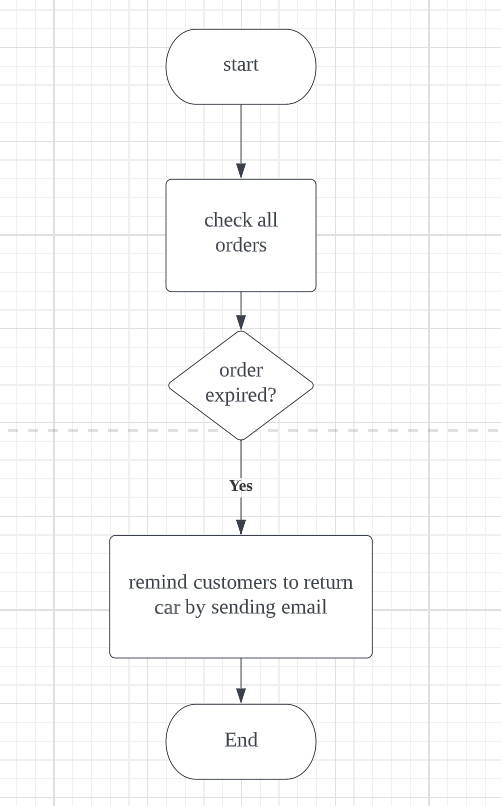 start
check all
orders
order
expired?
Yes
remind customers to return
car by sending email
End